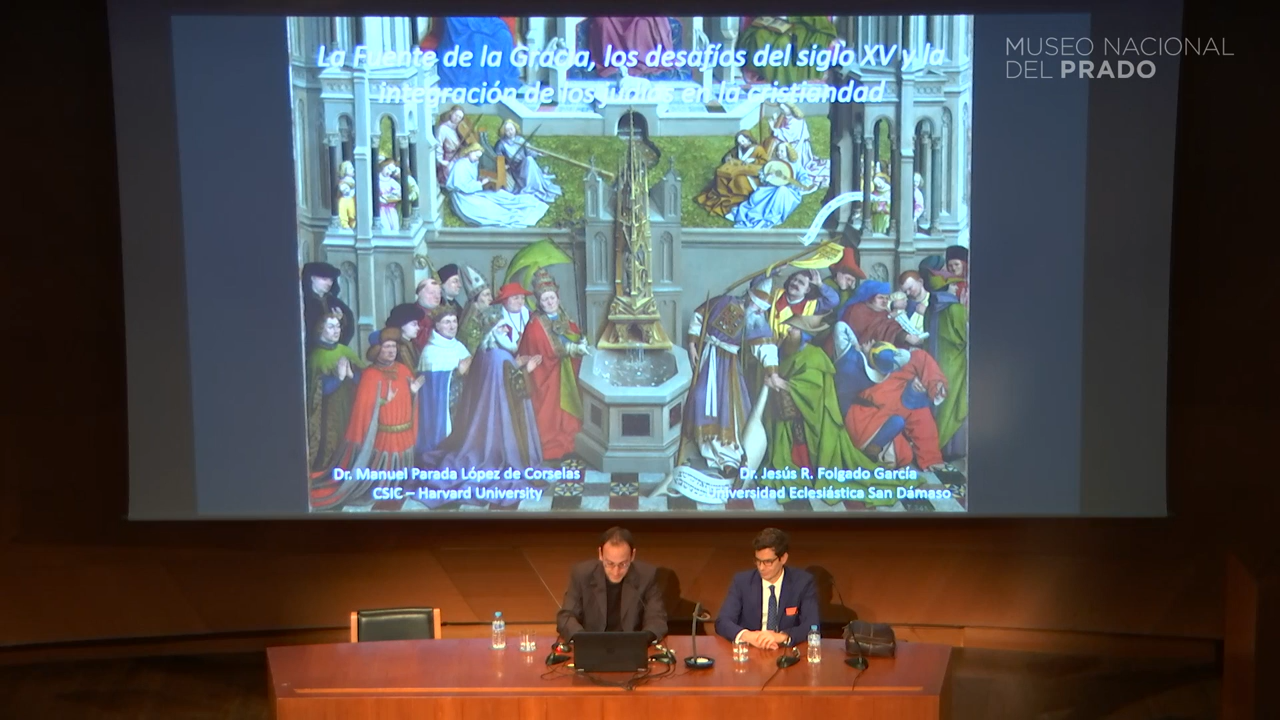 La Fuente de la Gracia, los desafíos del siglo XV y la
integración de los judíos en la cristiandad
MUSEO NACIONAL
DEL PRADO
Dr. Manuel Parada López de Corselas
CSIC – Harvard University
Dr. Jesús R. Folgado García
Universidad Eclesiástica San Dámaso